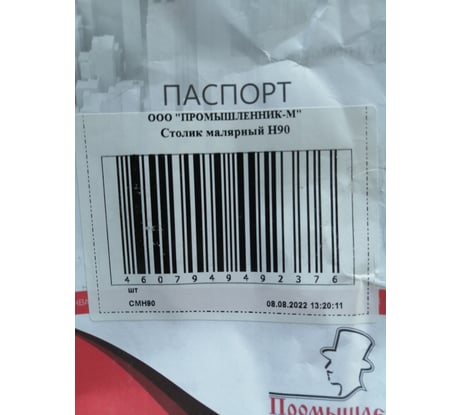 ПАСПОРТ
ООО "ПРОМЫШЛЕННИК-М"
Столик малярный Н90
4607949492376
шт
СМН90
08.08.2022 13:20:11
Промышле